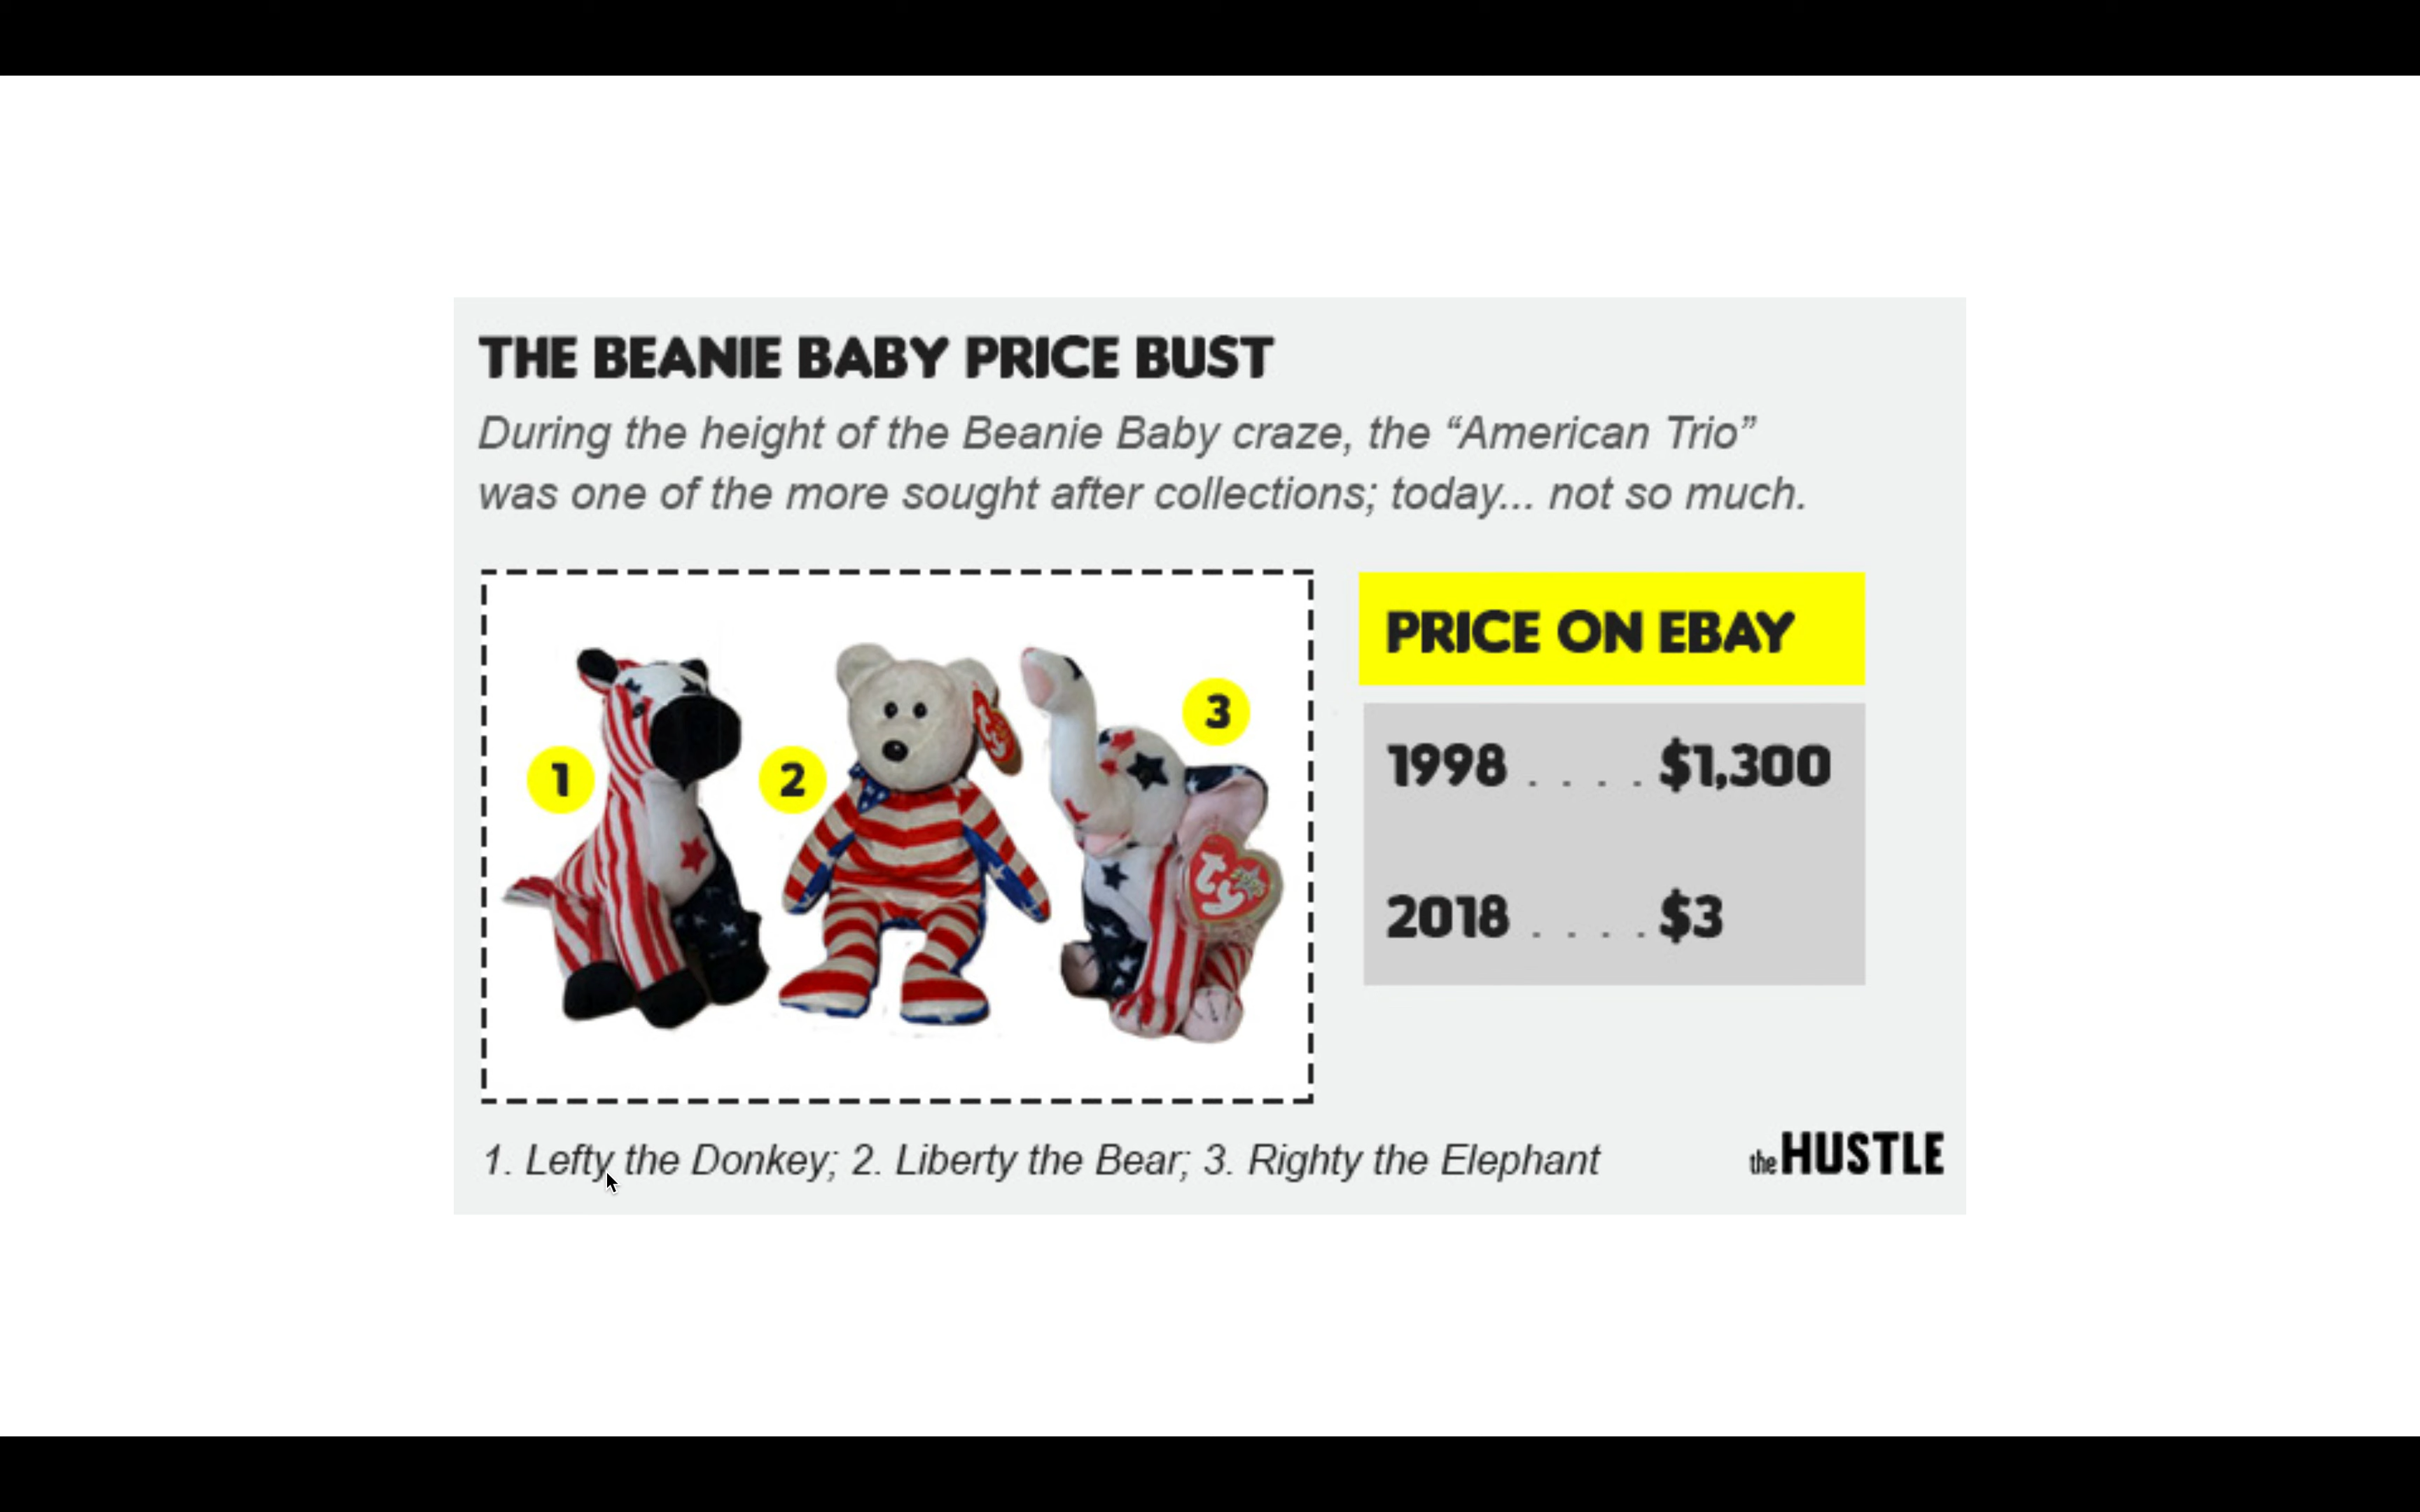 THE BEANIE BABY PRICE BUST
During the height of the Beanie Baby craze, the “American Trio”
was one of the more sought after collections; today... not so much.
PRICE ON EBAY
1998 . . . . $1,300
2018 . . . . $3
1
2
3
ty
ty
1. Lefty the Donkey; 2. Liberty the Bear; 3. Righty the Elephant
the HUSTLE